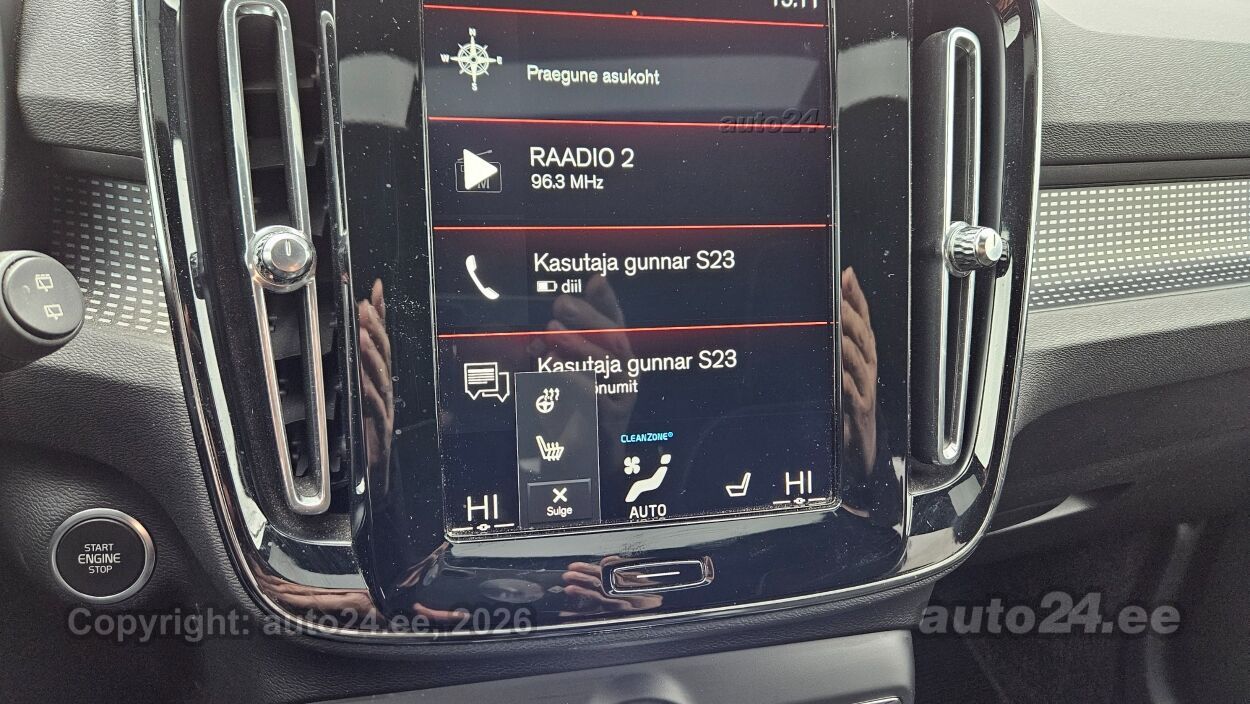 N
W E
S
Praegune asukoht
auto24
RAADIO 2
96.3 MHz
Kasutaja gunnar S23
diil
Kasutaja gunnar S23
onumit
CLEANZONE®
HI
Sulge
AUTO
HI
START
ENGINE
STOP
Copyright: auto24.ee, 2026
auto24.ee